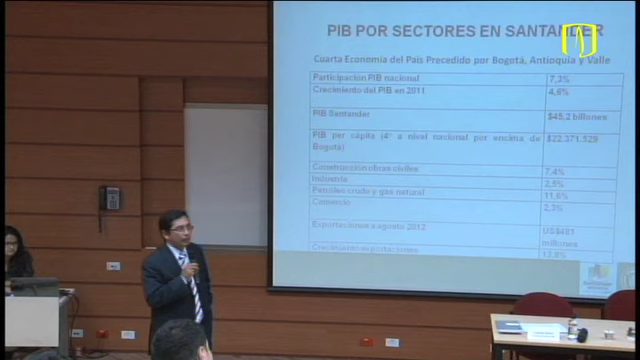 PIB POR SECTORES EN SANTANDER
Cuarta Economía del País Precedido por Bogotá, Antioquia y Valle
Participación PIB nacional 7,3%
Crecimiento del PIB en 2011 4,6%
PIB Santander $45,2 billones
PIB per cápita (4° a nivel nacional por encima de Bogotá) $22.371.529
Construcción obras civiles 7,4%
Industria 2,5%
Petróleo crudo y gas natural 11,6%
Comercio 2,3%
Exportaciones a agosto 2012 US$481 millones
Crecimiento exportaciones 13,8%